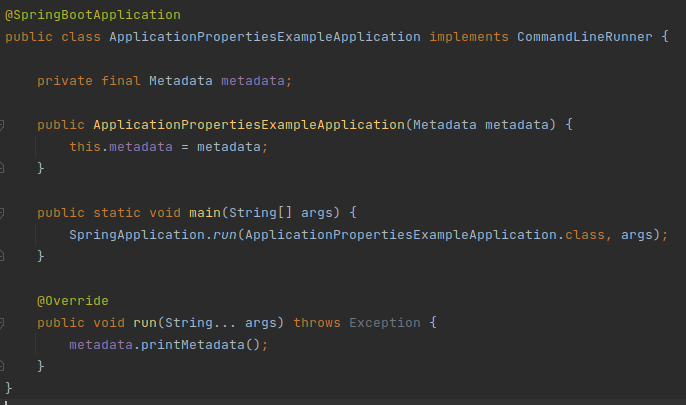 @SpringBootApplication
public class ApplicationPropertiesExampleApplication implements CommandLineRunner {
private final Metadata metadata;
public ApplicationPropertiesExampleApplication(Metadata metadata) {
this.metadata = metadata;
}
public static void main(String[] args) {
SpringApplication.run(ApplicationPropertiesExampleApplication.class, args);
}
@Override
public void run(String... args) throws Exception {
metadata.printMetadata();
}
}